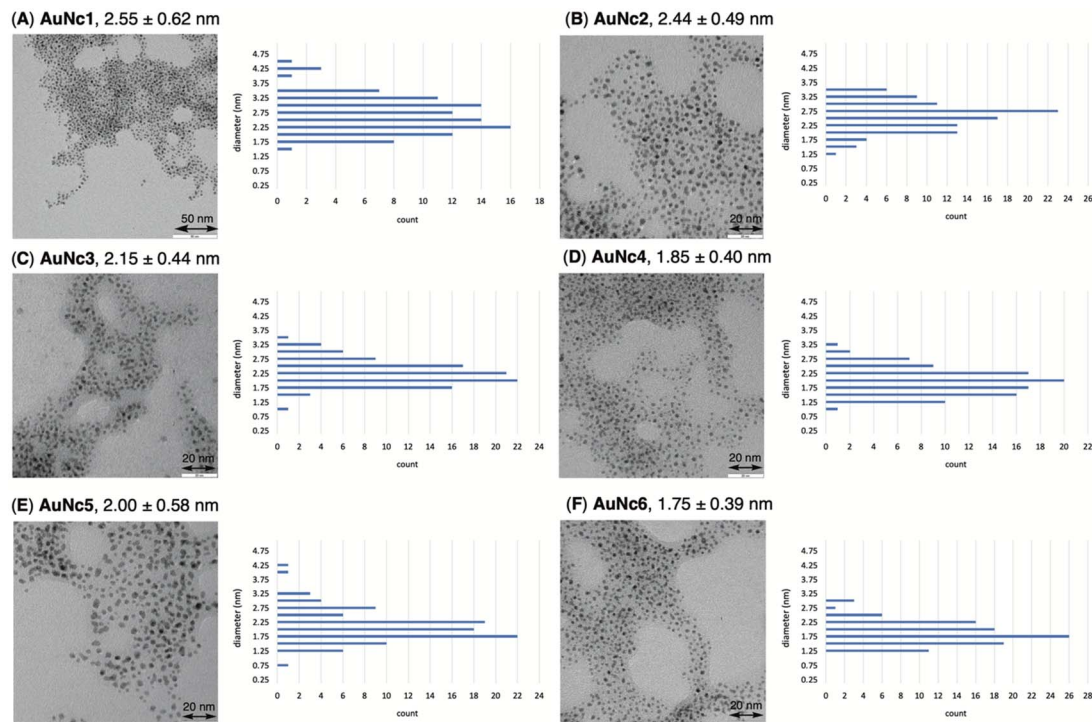 (A) AuNc1, 2.55 ± 0.62 nm
50 nm
diameter (nm)
4.75
4.25
3.75
3.25
2.75
2.25
1.75
1.25
0.75
0.25
0 2 4 6 8 10 12 14 16 18
count
(B) AuNc2, 2.44 ± 0.49 nm
20 nm
diameter (nm)
4.75
4.25
3.75
3.25
2.75
2.25
1.75
1.25
0.75
0.25
0 2 4 6 8 10 12 14 16 18 20 22 24 26
count
(C) AuNc3, 2.15 ± 0.44 nm
20 nm
diameter (nm)
4.75
4.25
3.75
3.25
2.75
2.25
1.75
1.25
0.75
0.25
0 2 4 6 8 10 12 14 16 18 20 22 24
count
(D) AuNc4, 1.85 ± 0.40 nm
20 nm
diameter (nm)
4.75
4.25
3.75
3.25
2.75
2.25
1.75
1.25
0.75
0.25
0 2 4 6 8 10 12 14 16 18 20 22
count
(E) AuNc5, 2.00 ± 0.58 nm
20 nm
diameter (nm)
4.75
4.25
3.75
3.25
2.75
2.25
1.75
1.25
0.75
0.25
0 2 4 6 8 10 12 14 16 18 20 22 24
count
(F) AuNc6, 1.75 ± 0.39 nm
20 nm
diameter (nm)
4.75
4.25
3.75
3.25
2.75
2.25
1.75
1.25
0.75
0.25
0 2 4 6 8 10 12 14 16 18 20 22 24 26 28
count